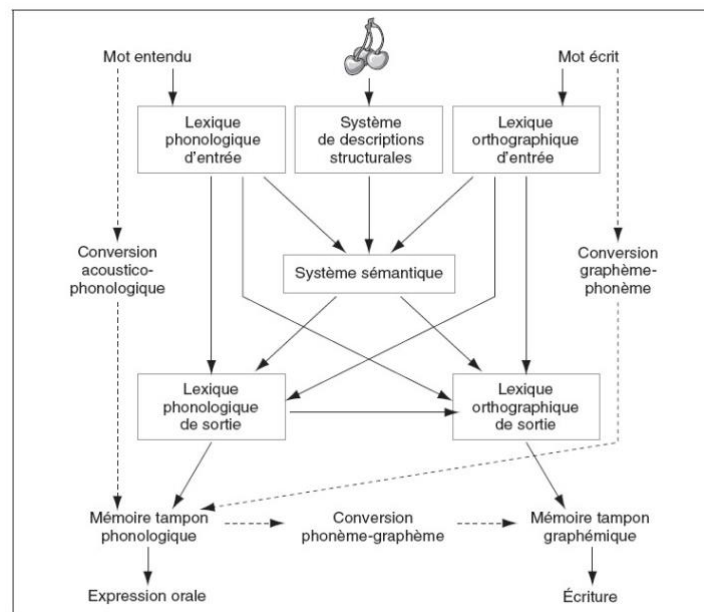 Mot entendu
Mot écrit
Lexique
phonologique
d'entrée
Système
de descriptions
structurales
Lexique
orthographique
d'entrée
Conversion
acoustico-
phonologique
Système sémantique
Conversion
graphème-
phonème
Lexique
phonologique
de sortie
Lexique
orthographique
de sortie
Mémoire tampon
phonologique
Conversion
phonème-graphème
Mémoire tampon
graphémique
Expression orale
Écriture